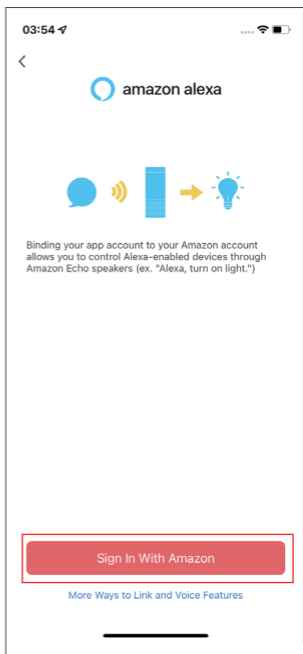 03:54
amazon alexa
Binding your app account to your Amazon account
allows you to control Alexa-enabled devices through
Amazon Echo speakers (ex. "Alexa, turn on light.")
Sign In With Amazon
More Ways to Link and Voice Features